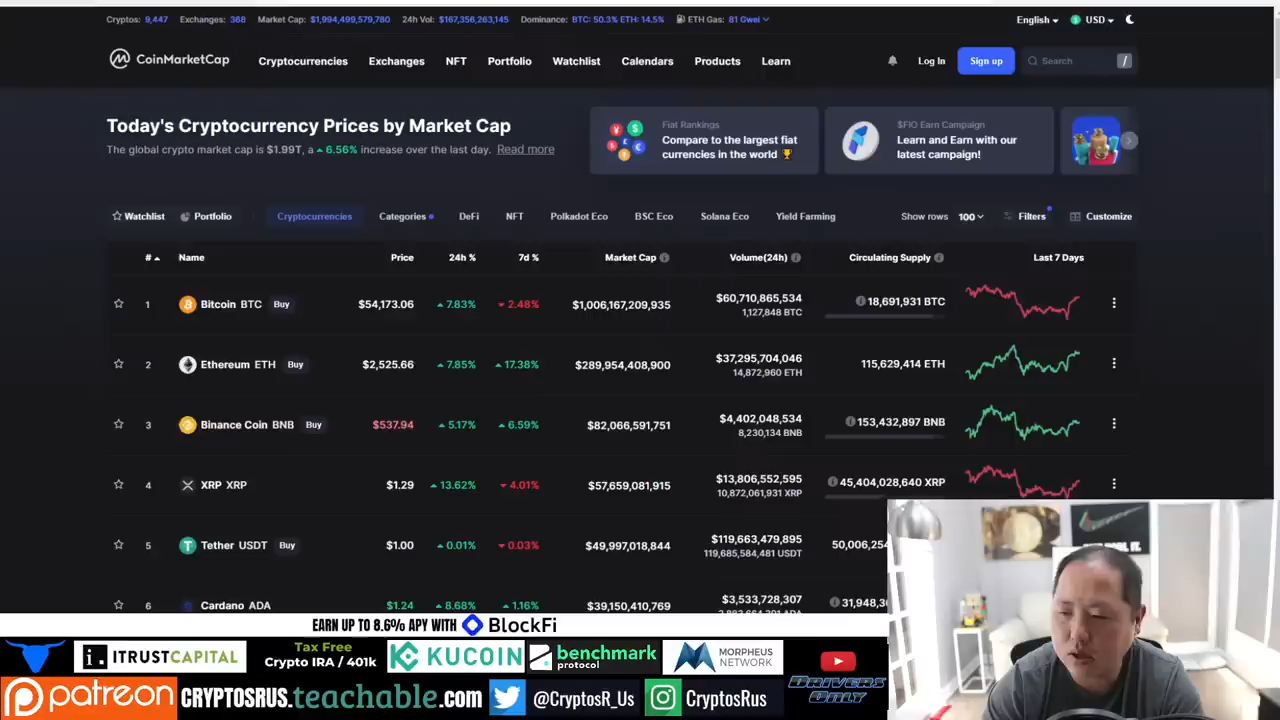 Cryptos: 9,447 Exchanges: 368 Market Cap: $1,994,499,579,780 24h Vol: $167,356,263,145 Dominance: BTC: 50.3% ETH: 14.5% ETH Gas: 81 Gwei English USD
CoinMarketCap Cryptocurrencies Exchanges NFT Portfolio Watchlist Calendars Products Learn Log In Sign up Search /
Today's Cryptocurrency Prices by Market Cap
The global crypto market cap is $1.99T, a 6.56% increase over the last day. Read more
Fiat Rankings
Compare to the largest fiat
currencies in the world
$FIO Earn Campaign
Learn and Earn with our
latest campaign!
Watchlist Portfolio Cryptocurrencies Categories DeFi NFT Polkadot Eco BSC Eco Solana Eco Yield Farming Show rows 100 Filters Customize
# Name Price 24h % 7d % Market Cap Volume(24h) Circulating Supply Last 7 Days
1 Bitcoin BTC Buy $54,173.06 7.83% 2.48% $1,006,167,209,935 $60,710,865,534 18,691,931 BTC
1,127,848 BTC
2 Ethereum ETH Buy $2,525.66 7.85% 17.38% $289,954,408,900 $37,295,704,046 115,629,414 ETH
14,872,960 ETH
3 Binance Coin BNB Buy $537.94 5.17% 6.59% $82,066,591,751 $4,402,048,534 153,432,897 BNB
8,230,134 BNB
4 XRP XRP $1.29 13.62% 4.01% $57,659,081,915 $13,806,552,595 45,404,028,640 XRP
10,872,061,931 XRP
5 Tether USDT Buy $1.00 0.01% 0.03% $49,997,018,844 $119,663,479,895 50,006,254
119,685,584,481 USDT
6 Cardano ADA $1.24 8.68% 1.16% $39,150,410,769 $3,533,728,307 31,948,3
EARN UP TO 8.6% APY WITH BlockFi
i. ITRUSTCAPITAL
Tax Free
Crypto IRA / 401k
KUCOIN
benchmark
protocol
MORPHEUS
NETWORK
patreon
CRYPTOSRUS.teachable.com
@CryptosR_Us
CryptosRus
DRIVERS
ONLY